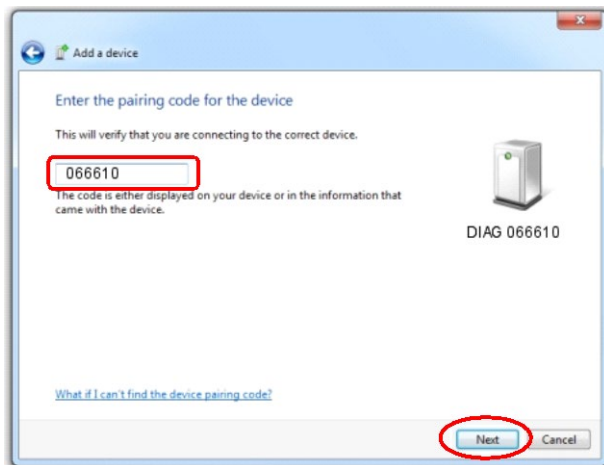 Add a device
Enter the pairing code for the device
This will verify that you are connecting to the correct device.
066610
The code is either displayed on your device or in the information that
came with the device.
DIAG 066610
What if I can't find the device pairing code?
Next Cancel